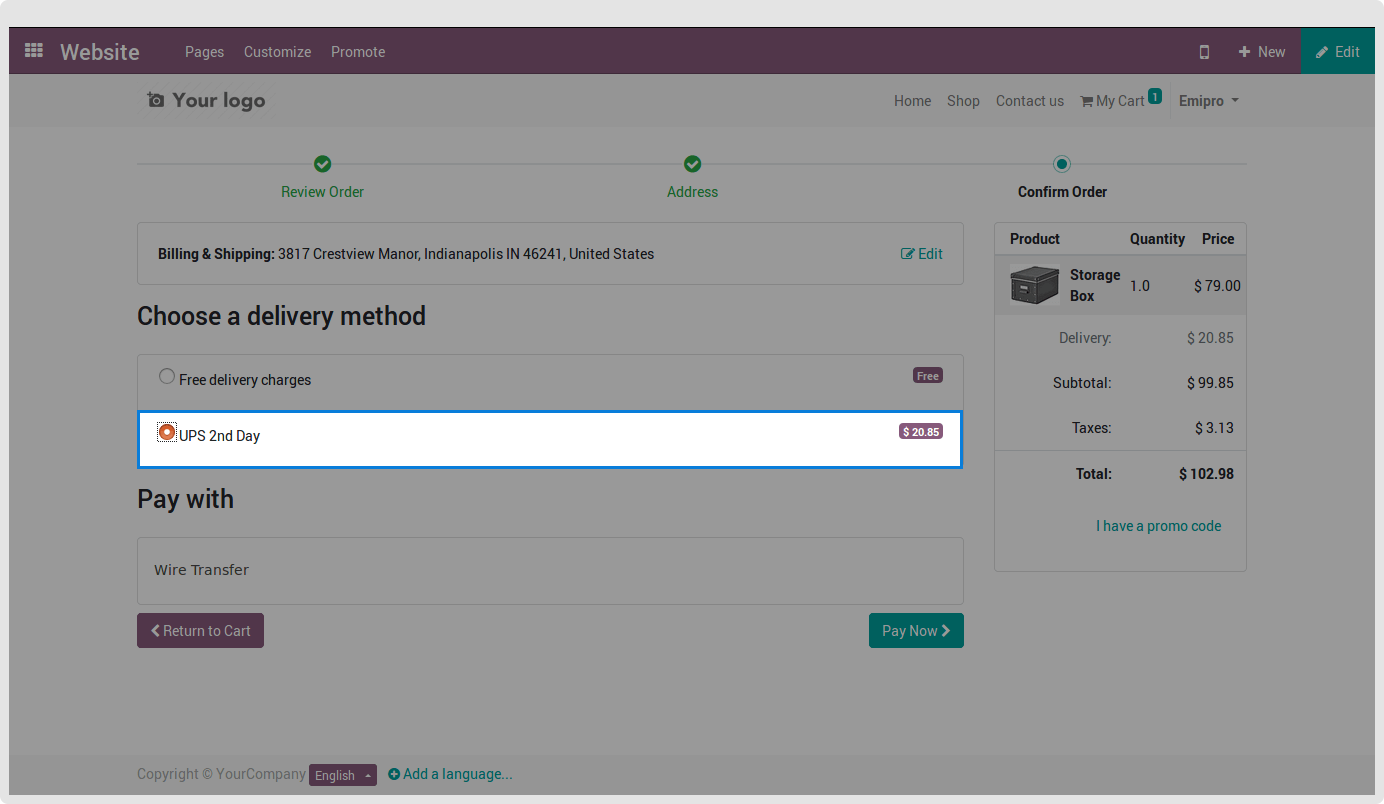 Website Pages Customize Promote New Edit
Your logo Home Shop Contact us My Cart 1 Emipro
Review Order Address Confirm Order
Billing & Shipping: 3817 Crestview Manor, Indianapolis IN 46241, United States Edit
Choose a delivery method
Free delivery charges Free
UPS 2nd Day $ 20.85
Pay with
Wire Transfer
Return to Cart Pay Now
Product Quantity Price
Storage Box 1.0 $ 79.00
Delivery: $ 20.85
Subtotal: $ 99.85
Taxes: $ 3.13
Total: $ 102.98
I have a promo code
Copyright © YourCompany English Add a language...